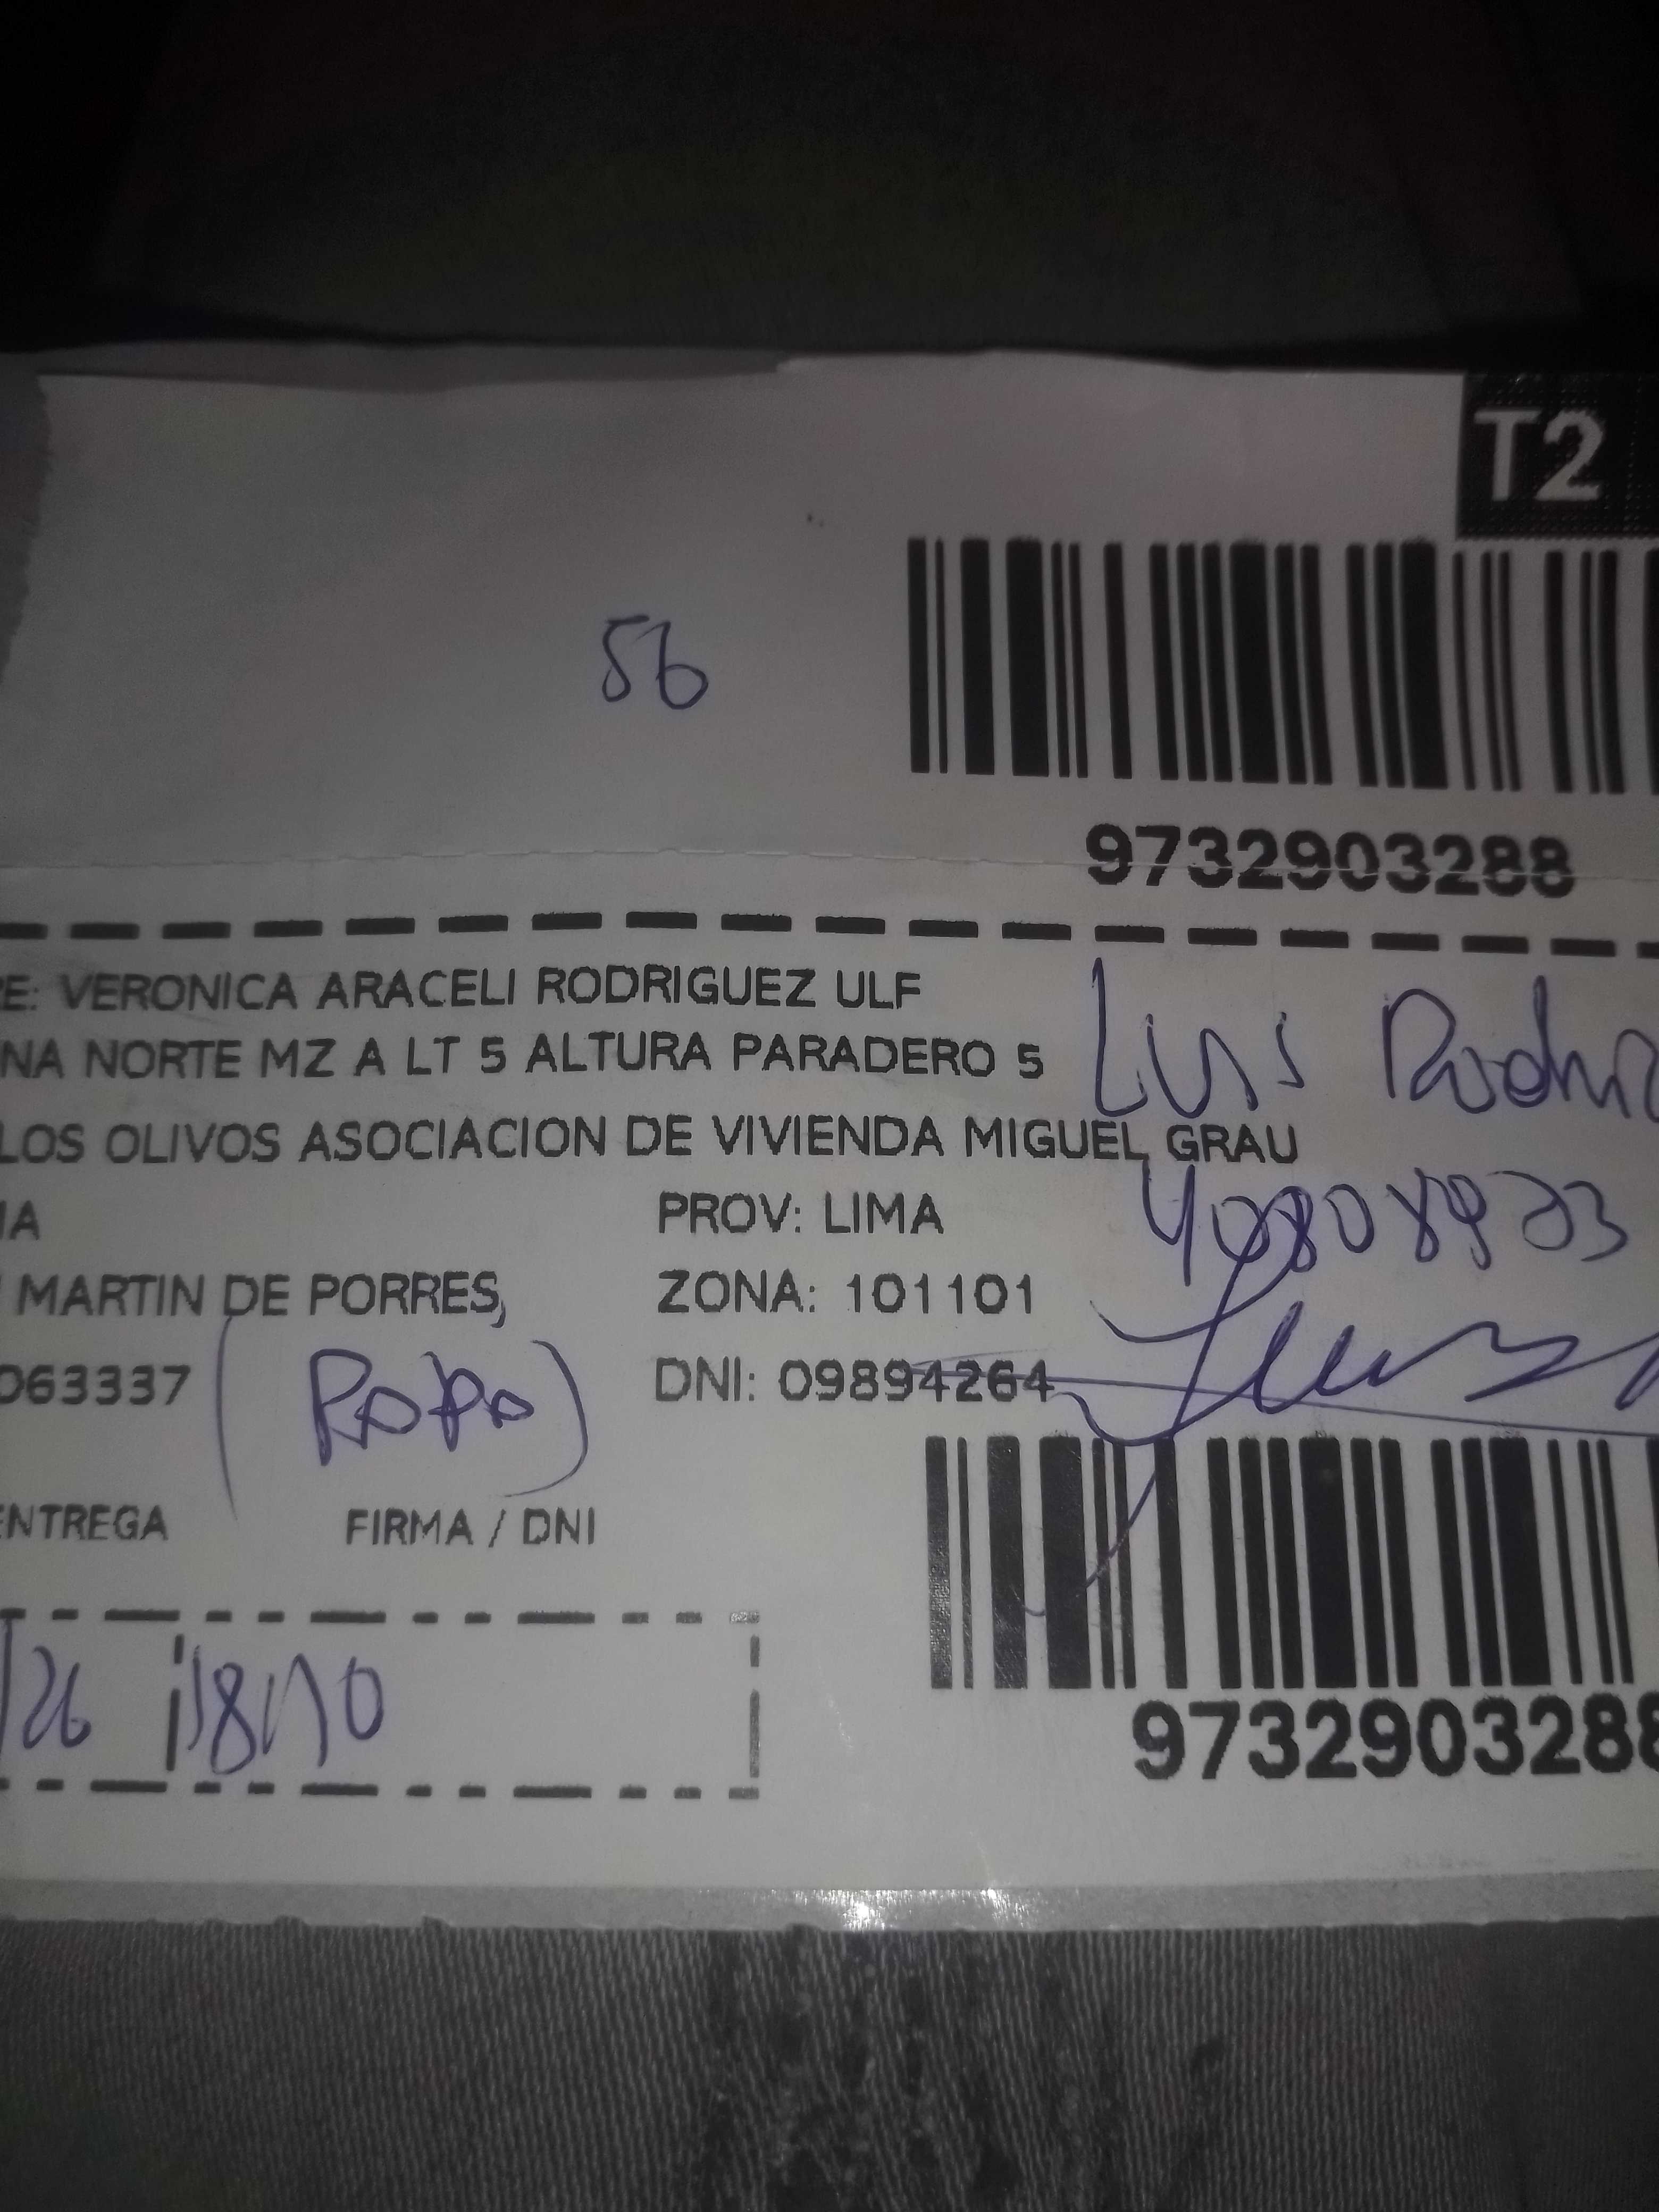 T2
56
9732903288
E: VERONICA ARACELI RODRIGUEZ ULF
NA NORTE MZ A LT 5 ALTURA PARADERO 5
Luis Rodri
LOS OLIVOS ASOCIACION DE VIVIENDA MIGUEL GRAU
IA PROV: LIMA
MARTIN DE PORRES, ZONA: 101101
063337 (Papa) DNI: 09894264
ENTREGA FIRMA / DNI
9732903288